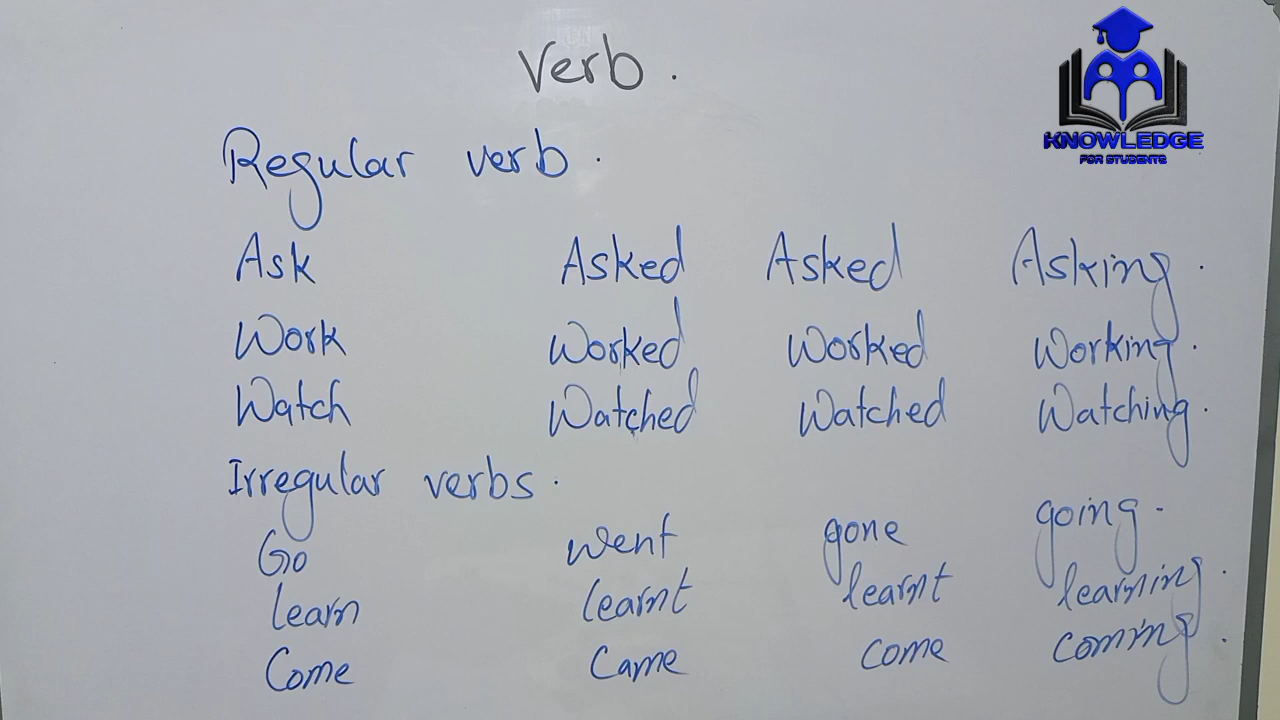 Verb.
KNOWLEDGE
FOR STUDENTS
Regular verb.
Ask Asked Asked Asking.
Work Worked Worked Working.
Watch Watched Watched Watching.
Irregular verbs.
Go went gone going.
learn learnt learnt learning.
Come Came come coming.